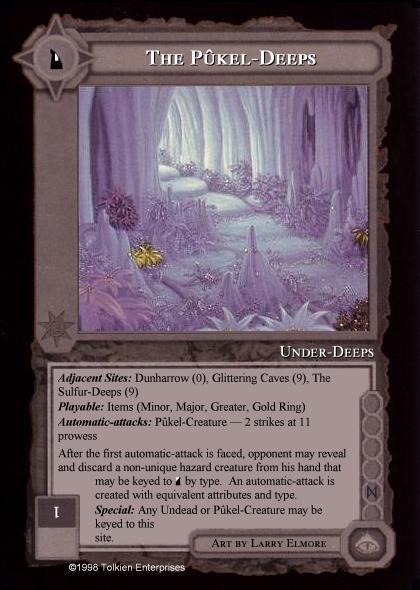 The Pûkel-Deeps
Under-Deeps
Adjacent Sites: Dunharrow (0), Glittering Caves (9), The
Sulfur-Deeps (9)
Playable: Items (Minor, Major, Greater, Gold Ring)
Automatic-attacks: Pûkel-Creature — 2 strikes at 11
prowess
After the first automatic-attack is faced, opponent may reveal
and discard a non-unique hazard creature from his hand that
may be keyed to by type. An automatic-attack is
created with equivalent attributes and type.
Special: Any Undead or Pûkel-Creature may be
keyed to this
site.
1
Art by Larry Elmore
©1998 Tolkien Enterprises